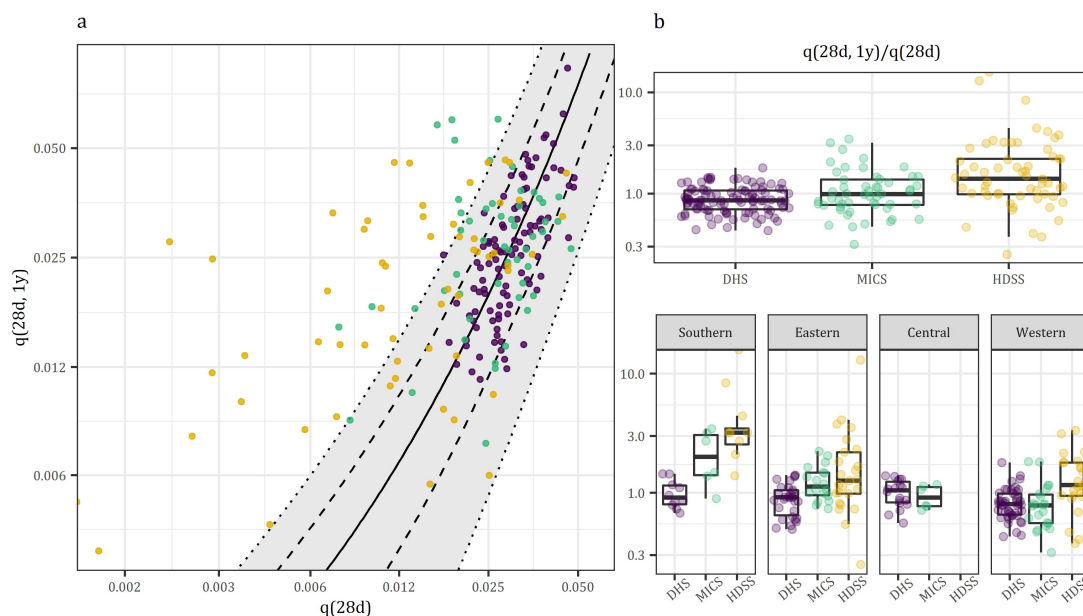 a
q(28d, 1y)
0.050
0.025
0.012
0.006
0.002
0.003
0.006
0.012
0.025
0.050
q(28d)
b
q(28d, 1y)/q(28d)
10.0
3.0
1.0
0.3
DHS
MICS
HDSS
Southern
Eastern
Central
Western
10.0
3.0
1.0
0.3
DHS
MICS
HDSS
DHS
MICS
HDSS
DHS
MICS
HDSS
DHS
MICS
HDSS